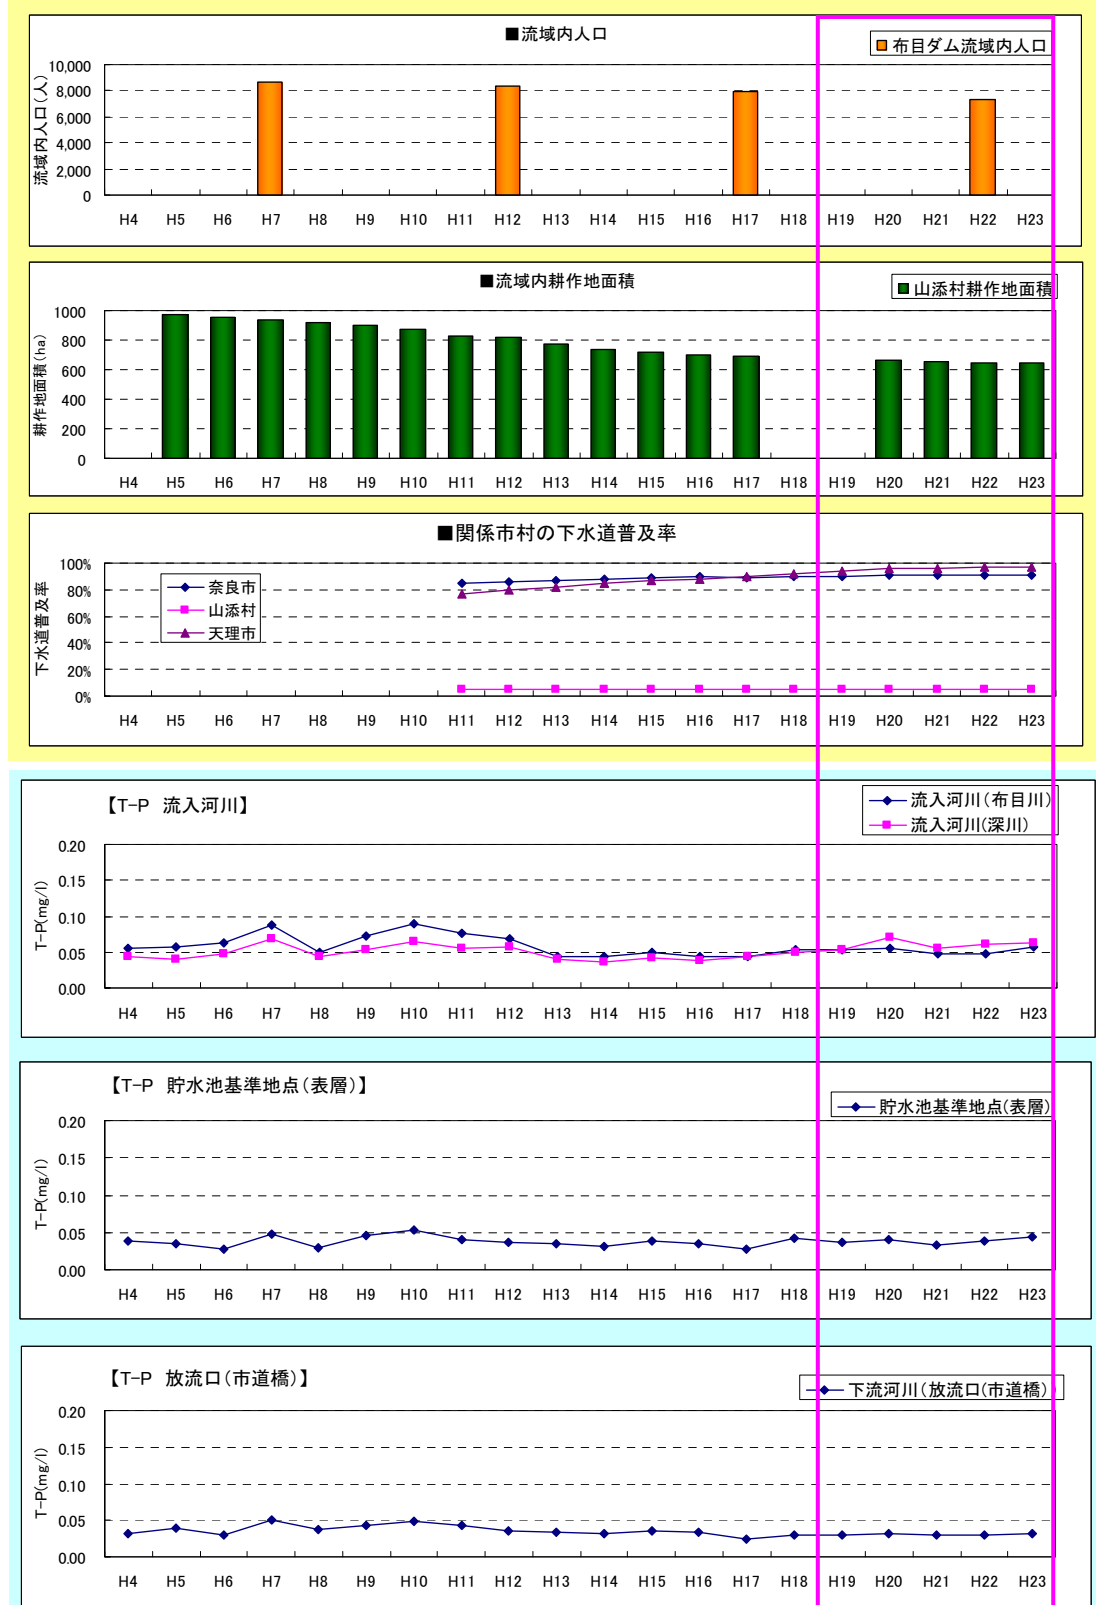 ■流域内人口
布目ダム流域内人口
流域内人口(人)
10,000
8,000
6,000
4,000
2,000
0
H4 H5 H6 H7 H8 H9 H10 H11 H12 H13 H14 H15 H16 H17 H18 H19 H20 H21 H22 H23
■流域内耕作地面積
山添村耕作地面積
耕作地面積(ha)
1000
800
600
400
200
0
H4 H5 H6 H7 H8 H9 H10 H11 H12 H13 H14 H15 H16 H17 H18 H19 H20 H21 H22 H23
■関係市村の下水道普及率
下水道普及率
100%
80%
60%
40%
20%
0%
奈良市
山添村
天理市
H4 H5 H6 H7 H8 H9 H10 H11 H12 H13 H14 H15 H16 H17 H18 H19 H20 H21 H22 H23
【T-P 流入河川】
流入河川(布目川)
流入河川(深川)
T-P(mg/l)
0.20
0.15
0.10
0.05
0.00
H4 H5 H6 H7 H8 H9 H10 H11 H12 H13 H14 H15 H16 H17 H18 H19 H20 H21 H22 H23
【T-P 貯水池基準地点(表層)】
貯水池基準地点(表層)
T-P(mg/l)
0.20
0.15
0.10
0.05
0.00
H4 H5 H6 H7 H8 H9 H10 H11 H12 H13 H14 H15 H16 H17 H18 H19 H20 H21 H22 H23
【T-P 放流口(市道橋)】
下流河川(放流口(市道橋)
T-P(mg/l)
0.20
0.15
0.10
0.05
0.00
H4 H5 H6 H7 H8 H9 H10 H11 H12 H13 H14 H15 H16 H17 H18 H19 H20 H21 H22 H23